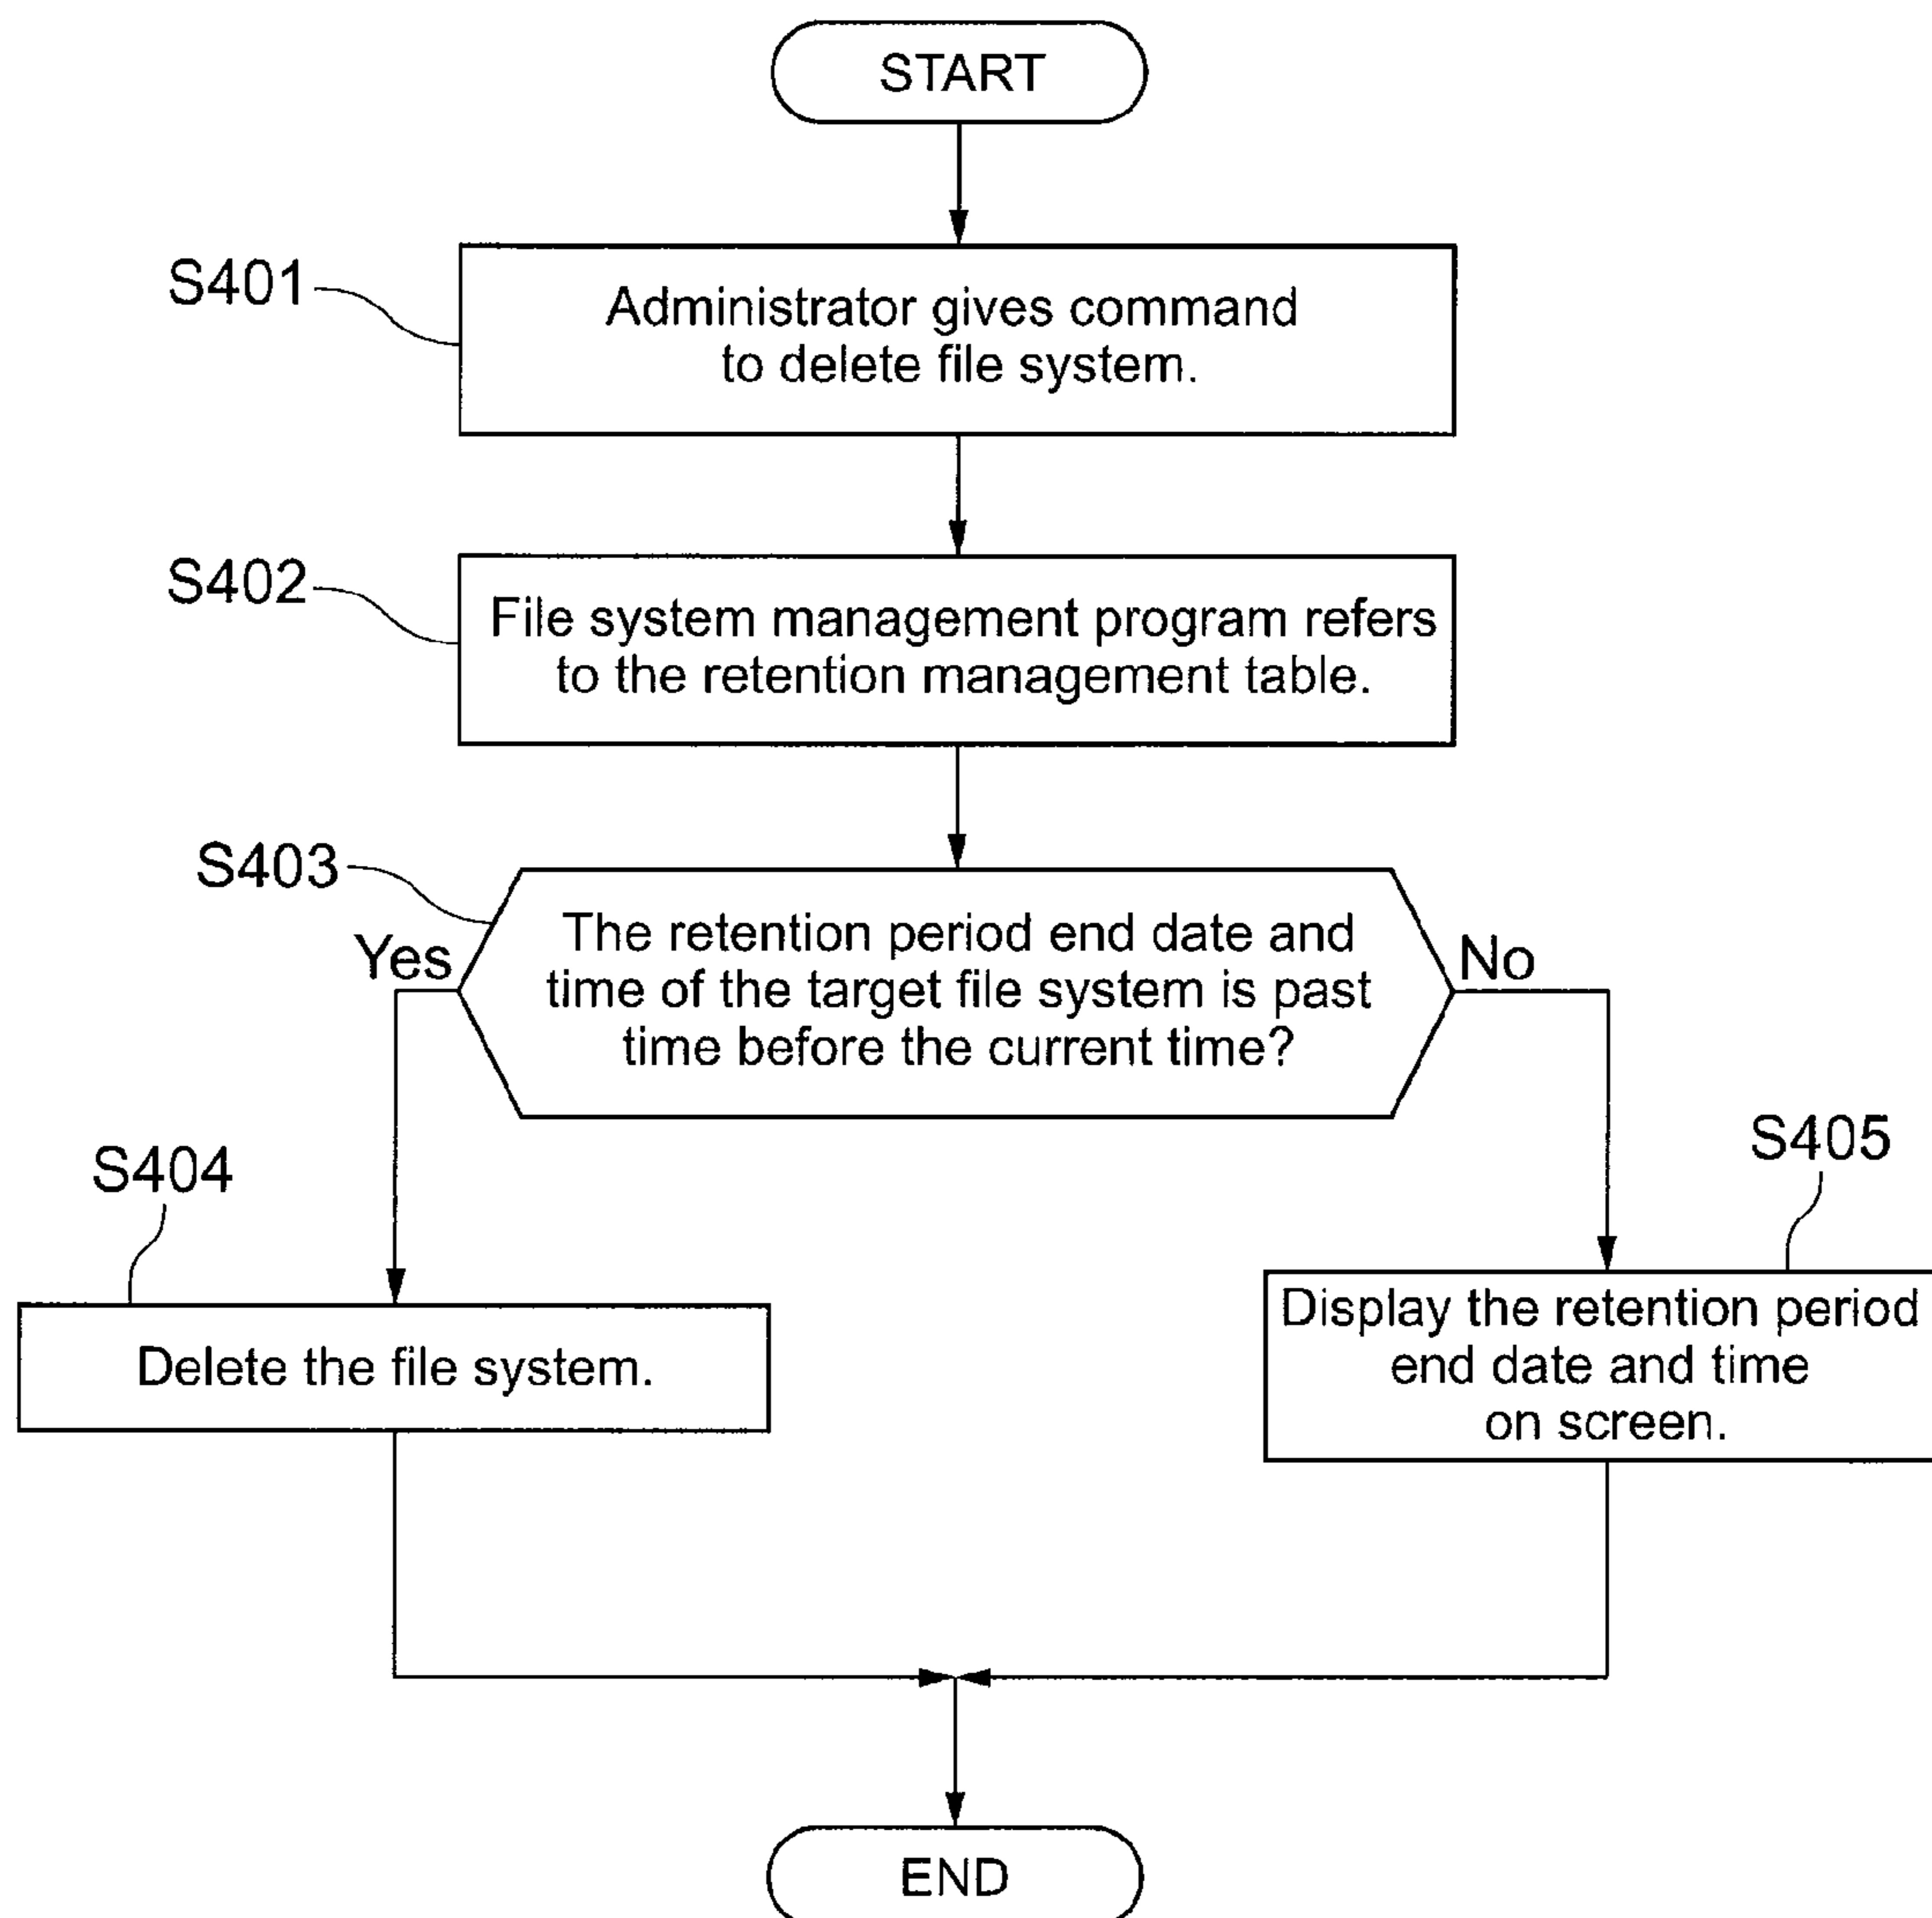 START
S401
Administrator gives command
to delete file system.
S402
File system management program refers
to the retention management table.
S403
The retention period end date and
time of the target file system is past
time before the current time?
Yes
No
S404
Delete the file system.
S405
Display the retention period
end date and time
on screen.
END